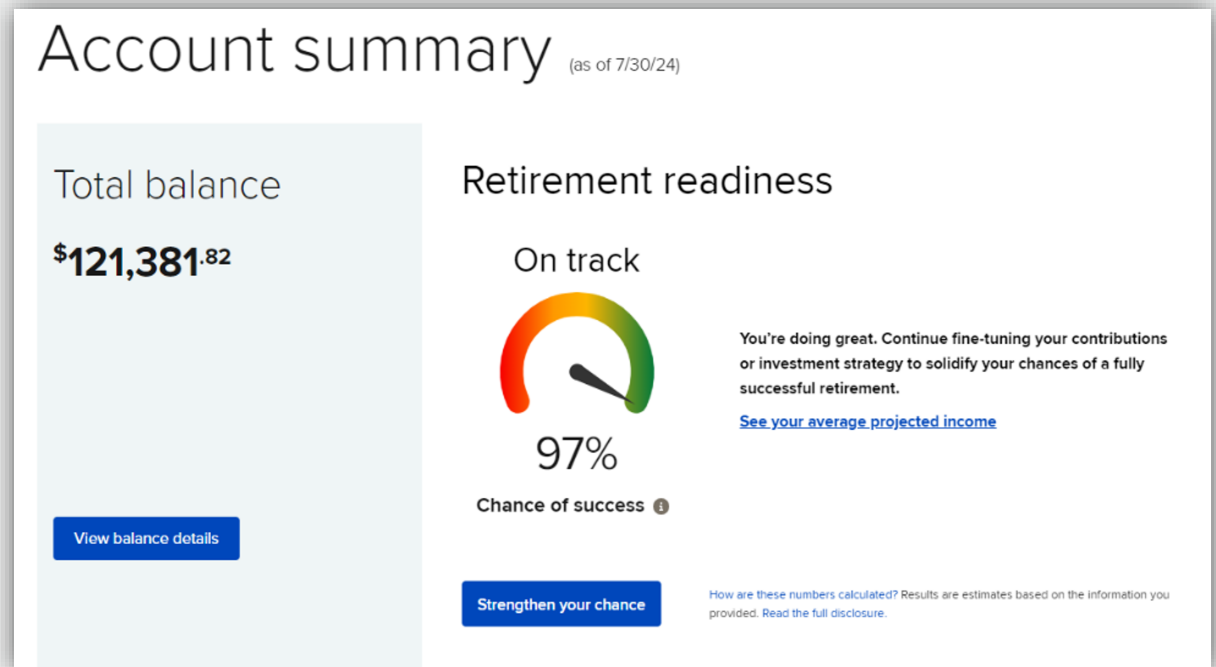 Account summary (as of 7/30/24)
Total balance
$121,381.82
View balance details
Retirement readiness
On track
97%
Chance of success
You're doing great. Continue fine-tuning your contributions
or investment strategy to solidify your chances of a fully
successful retirement.
See your average projected income
Strengthen your chance
How are these numbers calculated? Results are estimates based on the information you
provided. Read the full disclosure.